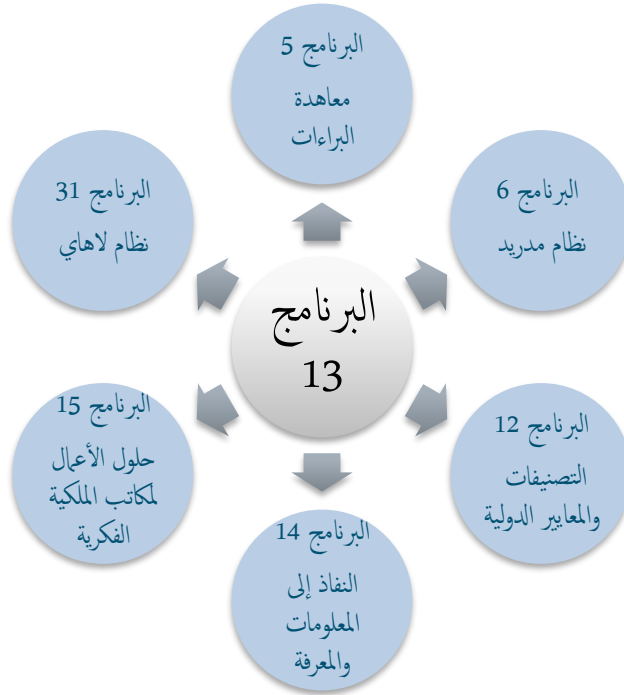 البرنامج 5
معاهدة
البراءات
البرنامج 6
نظام مدريد
البرنامج 31
نظام لاهاي
البرنامج
13
البرنامج 12
التصنيفات
والمعايير الدولية
البرنامج 15
حلول الأعمال
لمكاتب الملكية
الفكرية
البرنامج 14
النفاذ إلى
المعلومات
والمعرفة